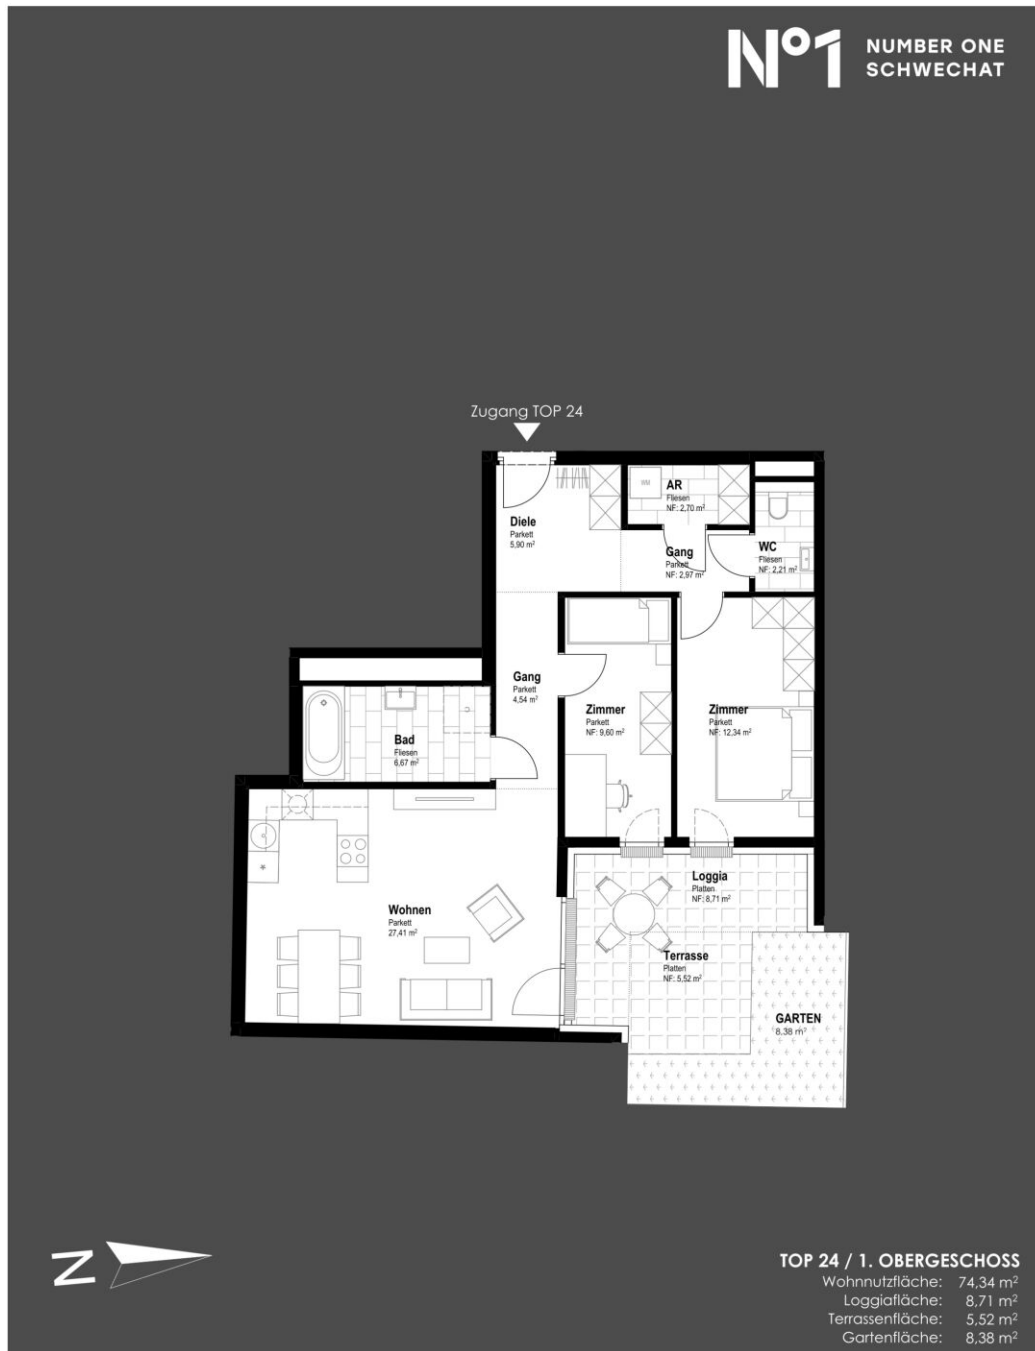 Nº1
NUMBER ONE
SCHWECHAT
Zugang TOP 24
AR
Fliesen
NF: 2,70 m²
WM
Diele
Parkett
5,90 m²
Gang
Parkett
NF: 2,97 m²
WC
Fliesen
NF: 2,21 m²
Gang
Parkett
4,54 m²
Zimmer
Parkett
NF: 9,60 m²
Zimmer
Parkett
NF: 12,34 m²
Bad
Fliesen
6,67 m²
Loggia
Platten
NF: 8,71 m²
Wohnen
Parkett
27,41 m²
Terrasse
Platten
NF: 5,52 m²
GARTEN
8,38 m²
N
TOP 24 / 1. OBERGESCHOSS
Wohnnutzfläche: 74,34 m²
Loggiafläche: 8,71 m²
Terrassenfläche: 5,52 m²
Gartenfläche: 8,38 m²